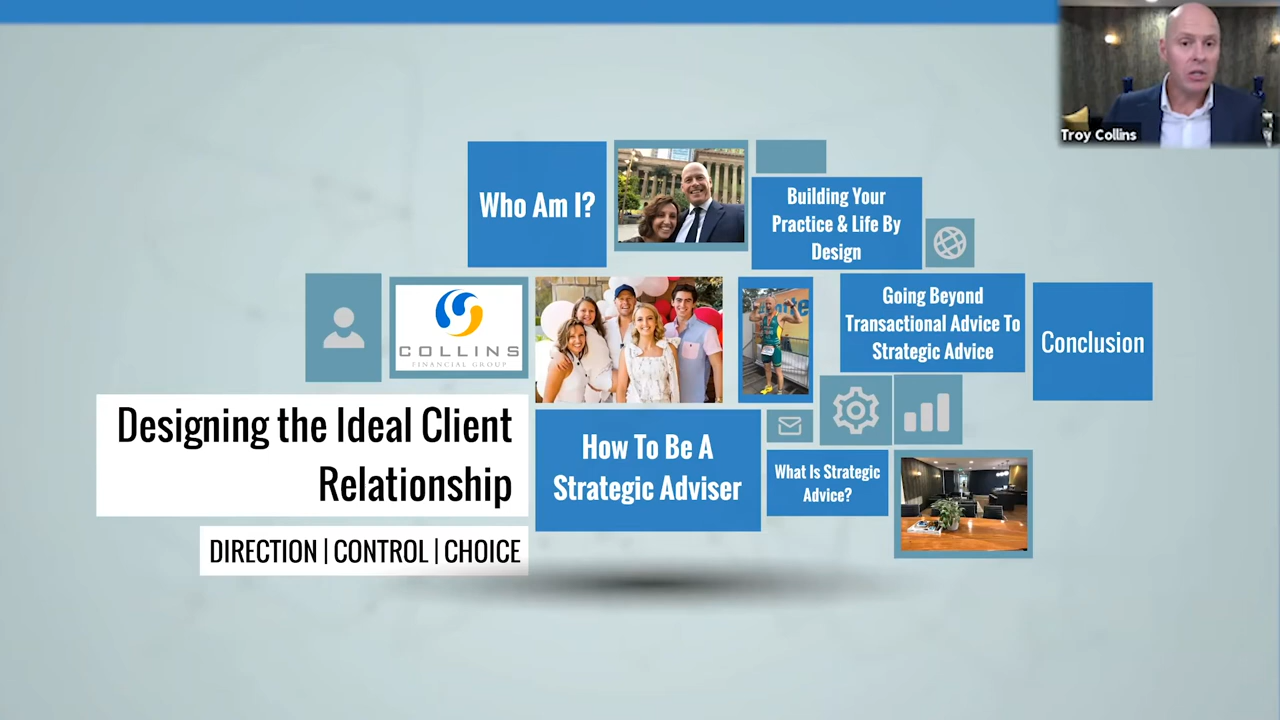 Troy Collins
Who Am I?
Building Your
Practice & Life By
Design
COLLINS
FINANCIAL GROUP
Going Beyond
Transactional Advice To
Strategic Advice
Conclusion
Designing the Ideal Client
Relationship
DIRECTION | CONTROL | CHOICE
How To Be A
Strategic Adviser
What Is Strategic
Advice?